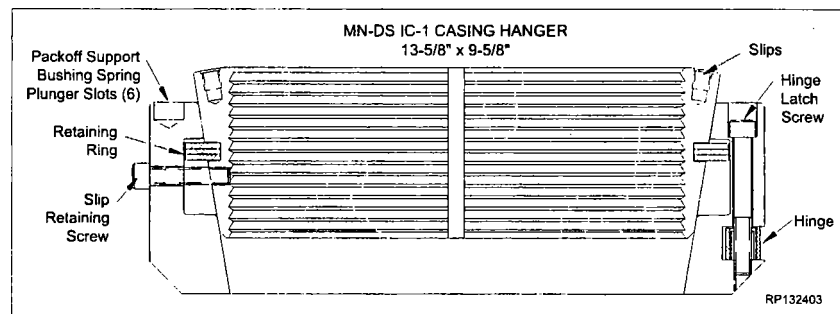 MN-DS IC-1 CASING HANGER
13-5/8" x 9-5/8"
Packoff Support
Bushing Spring
Plunger Slots (6)
Retaining
Ring
Slip
Retaining
Screw
Slips
Hinge
Latch
Screw
Hinge
RP132403